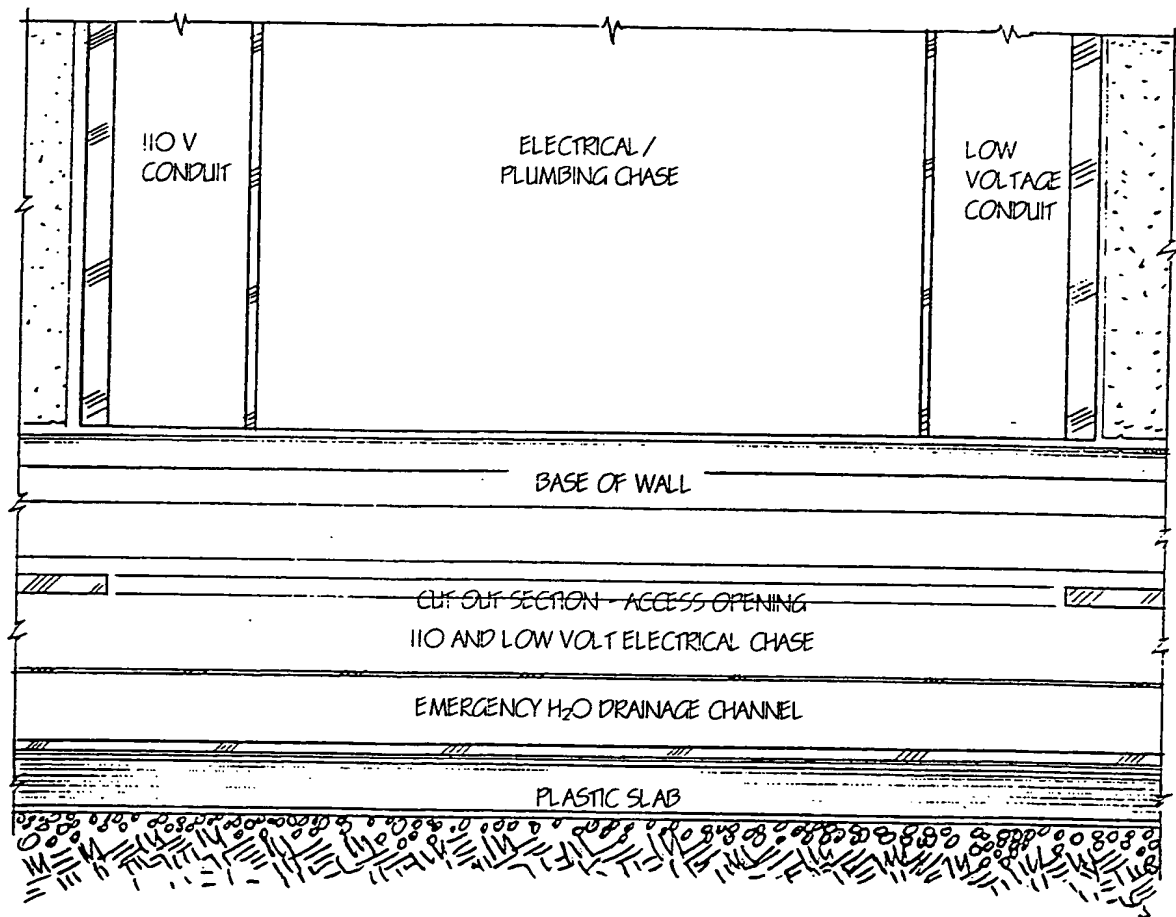 110 V
CONDUIT
ELECTRICAL /
PLUMBING CHASE
LOW
VOLTAGE
CONDUIT
BASE OF WALL
CUT OUT SECTION - ACCESS OPENING
110 AND LOW VOLT ELECTRICAL CHASE
EMERGENCY H₂O DRAINAGE CHANNEL
PLASTIC SLAB